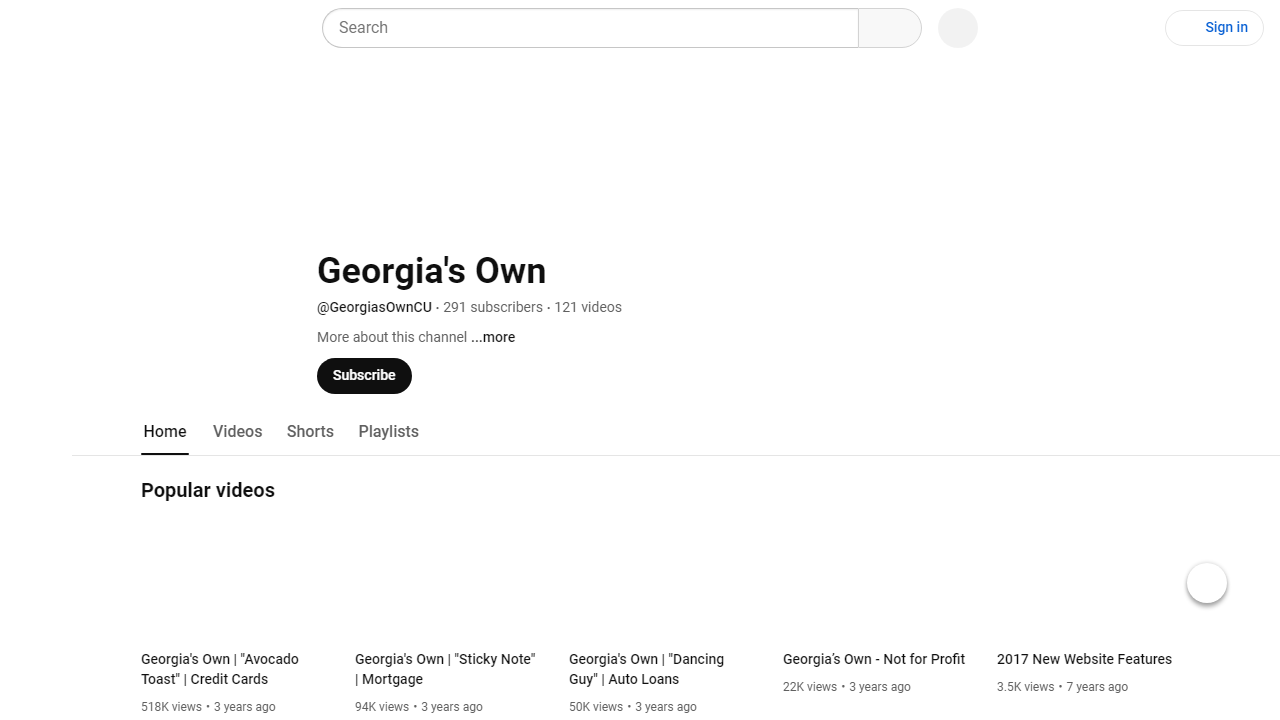 Search
Sign in
Georgia's Own
@GeorgiasOwnCU • 291 subscribers • 121 videos
More about this channel ...more
Subscribe
Home Videos Shorts Playlists
Popular videos
Georgia's Own | "Avocado
Toast" | Credit Cards
518K views • 3 years ago
Georgia's Own | "Sticky Note"
| Mortgage
94K views • 3 years ago
Georgia's Own | "Dancing
Guy" | Auto Loans
50K views • 3 years ago
Georgia’s Own - Not for Profit
22K views • 3 years ago
2017 New Website Features
3.5K views • 7 years ago